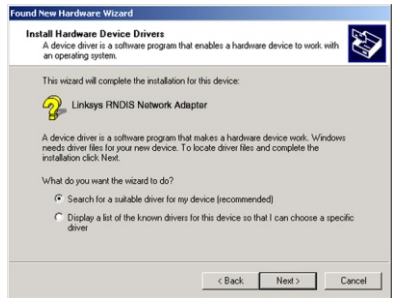 Found New Hardware Wizard
Install Hardware Device Drivers
A device driver is a software program that enables a hardware device to work with
an operating system.
This wizard will complete the installation for this device:
Linksys RNDIS Network Adapter
A device driver is a software program that makes a hardware device work. Windows
needs driver files for your new device. To locate driver files and complete the
installation click Next.
What do you want the wizard to do?
Search for a suitable driver for my device (recommended)
Display a list of the known drivers for this device so that I can choose a specific
driver
< Back Next > Cancel